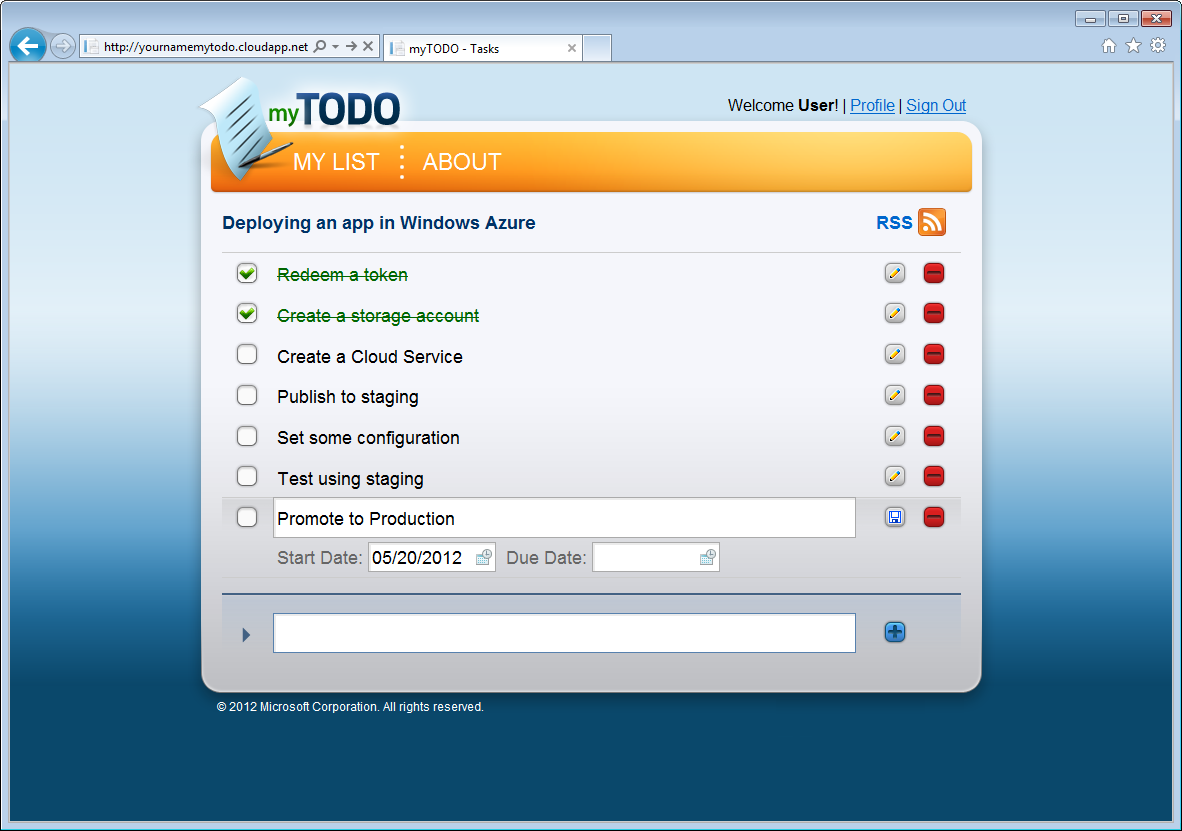 http://yournamemytodo.cloudapp.net
myTODO - Tasks
myTODO
Welcome User! | Profile | Sign Out
MY LIST
ABOUT
Deploying an app in Windows Azure
RSS
Redeem a token
Create a storage account
Create a Cloud Service
Publish to staging
Set some configuration
Test using staging
Promote to Production
Start Date: 05/20/2012 Due Date:
© 2012 Microsoft Corporation. All rights reserved.